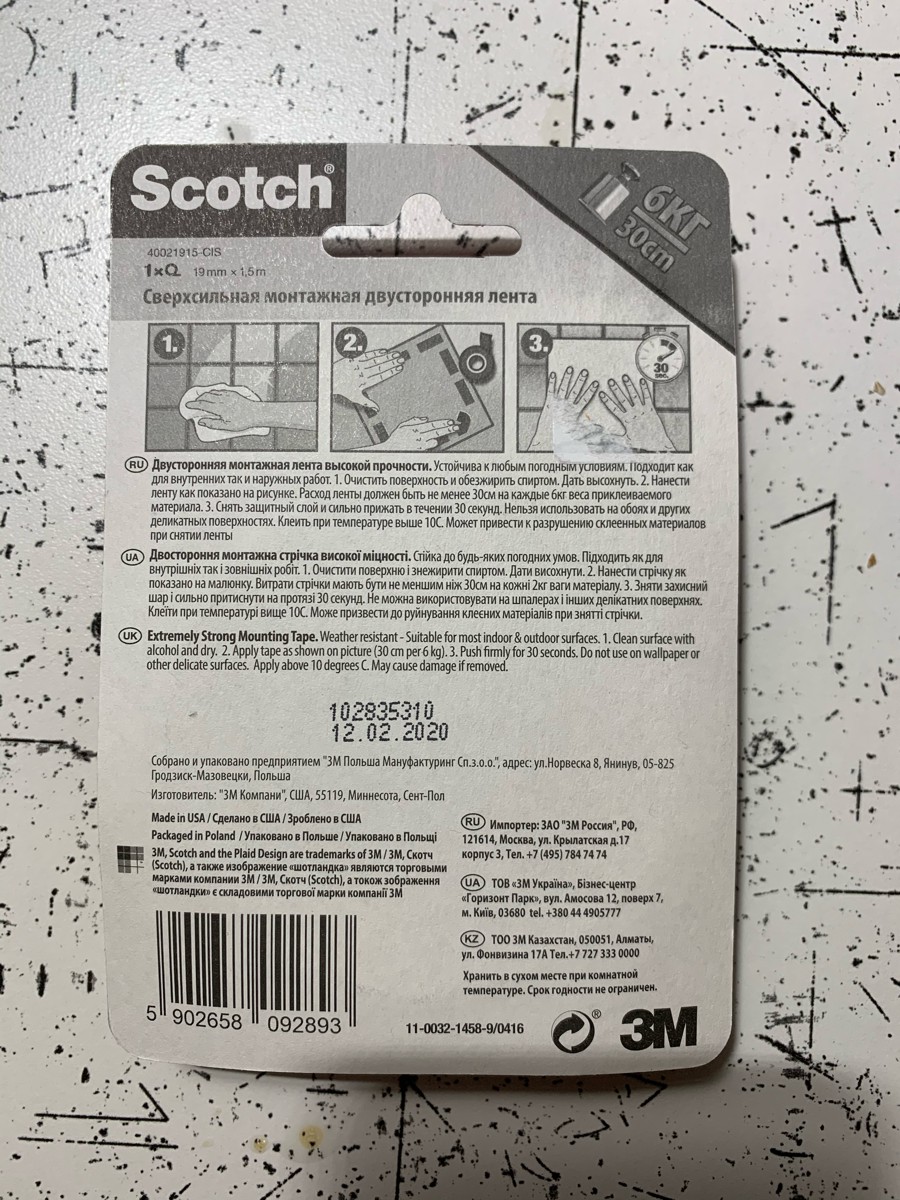 Scotch®
6КГ
30cm
40021915-CIS
1x 19mm × 1,5m
Сверхсильная монтажная двусторонняя лента
1.
2.
3.
30
SEC.
RU Двусторонняя монтажная лента высокой прочности. Устойчива к любым погодным условиям. Подходит как
для внутренних так и наружных работ. 1. Очистить поверхность и обезжирить спиртом. Дать высохнуть. 2. Нанести
ленту как показано на рисунке. Расход ленты должен быть не менее 30см на каждые 6кг веса приклеиваемого
материала. 3. Снять защитный слой и сильно прижать в течении 30 секунд. Нельзя использовать на обоях и других
деликатных поверхностях. Клеить при температуре выше 10С. Может привести к разрушению склеенных материалов
при снятии ленты
UA Двостороння монтажна стрічка високої міцності. Стійка до будь-яких погодних умов. Підходить як для
внутрішніх так і зовнішніх робіт. 1. Очистити поверхню і знежирити спиртом. Дати висохнути. 2. Нанести стрічку як
показано на малюнку. Витрати стрічки мають бути не меншим ніж 30см на кожні 2кг ваги матеріалу. 3. Зняти захисний
шар і сильно притиснути на протязі 30 секунд. Не можна використовувати на шпалерах і інших делікатних поверхнях.
Клеїти при температурі вище 10С. Може призвести до руйнування клеєних матеріалів при знятті стрічки.
UK Extremely Strong Mounting Tape. Weather resistant - Suitable for most indoor & outdoor surfaces. 1. Clean surface with
alcohol and dry. 2. Apply tape as shown on picture (30 cm per 6 kg). 3. Push firmly for 30 seconds. Do not use on wallpaper or
other delicate surfaces. Apply above 10 degrees C. May cause damage if removed.
102835310
12.02.2020
Собрано и упаковано предприятием "3М Польша Мануфактуринг Сп.з.о.о.", адрес: ул.Норвеска 8, Янинув, 05-825
Гродзиск-Мазовецки, Польша
Изготовитель: "3М Компани", США, 55119, Миннесота, Сент-Пол
Made in USA / Сделано в США / Зроблено в США
Packaged in Poland / Упаковано в Польше / Упаковано в Польщі
3M, Scotch and the Plaid Design are trademarks of 3M / 3М, Скотч
(Scotch), а также изображение «шотландка» являются торговыми
марками компании 3М / 3М, Скотч (Scotch), а токож зображення
«шотландки» є складовими торгової марки компанії 3М
RU Импортер: ЗАО "3М Россия", РФ,
121614, Москва, ул. Крылатская д.17
корпус 3, Тел. +7 (495) 784 74 74
UA ТОВ «3М Україна», Бізнес-центр
«Горизонт Парк», вул. Амосова 12, поверх 7,
м. Київ, 03680 tel. +380 44 4905777
KZ ТОО 3М Казахстан, 050051, Алматы,
ул. Фонвизина 17А Тел.+7 727 333 0000
Хранить в сухом месте при комнатной
температуре. Срок годности не ограничен.
5 902658 092893
11-0032-1458-9/0416
®
3M